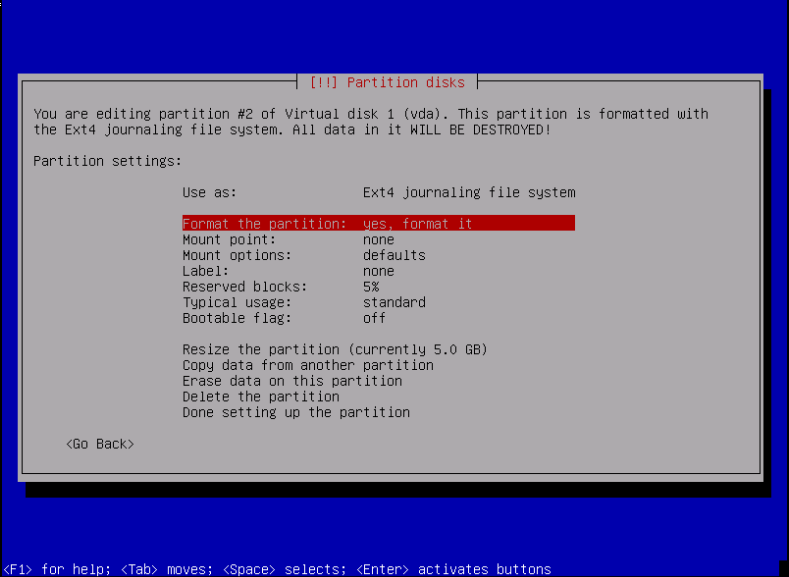 [!!] Partition disks
You are editing partition #2 of Virtual disk 1 (vda). This partition is formatted with
the Ext4 journaling file system. All data in it WILL BE DESTROYED!
Partition settings:
Use as: Ext4 journaling file system
Format the partition: yes, format it
Mount point: none
Mount options: defaults
Label: none
Reserved blocks: 5%
Typical usage: standard
Bootable flag: off
Resize the partition (currently 5.0 GB)
Copy data from another partition
Erase data on this partition
Delete the partition
Done setting up the partition
<Go Back>
<F1> for help; <Tab> moves; <Space> selects; <Enter> activates buttons